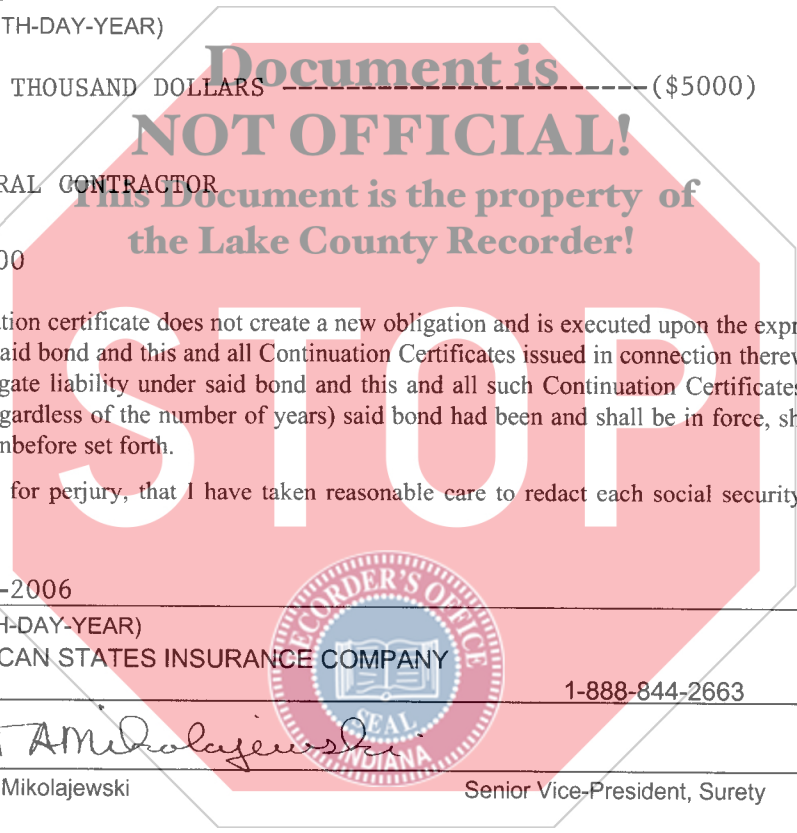 TH-DAY-YEAR)
Document is
THOUSAND DOLLARS ----------------------($5000)
NOT OFFICIAL!
RAL CONTRACTOR
This Document is the property of
the Lake County Recorder!
00
tion certificate does not create a new obligation and is executed upon the expr
aid bond and this and all Continuation Certificates issued in connection therew
gate liability under said bond and this and all such Continuation Certificates
gardless of the number of years) said bond had been and shall be in force, sh
nbefore set forth.
STOP
for perjury, that I have taken reasonable care to redact each social security
-2006
H-DAY-YEAR)
CAN STATES INSURANCE COMPANY
1-888-844-2663
RECORDER'S OFFICE
SEAL
INDIANA
T AMikolajewski
Mikolajewski
Senior Vice-President, Surety